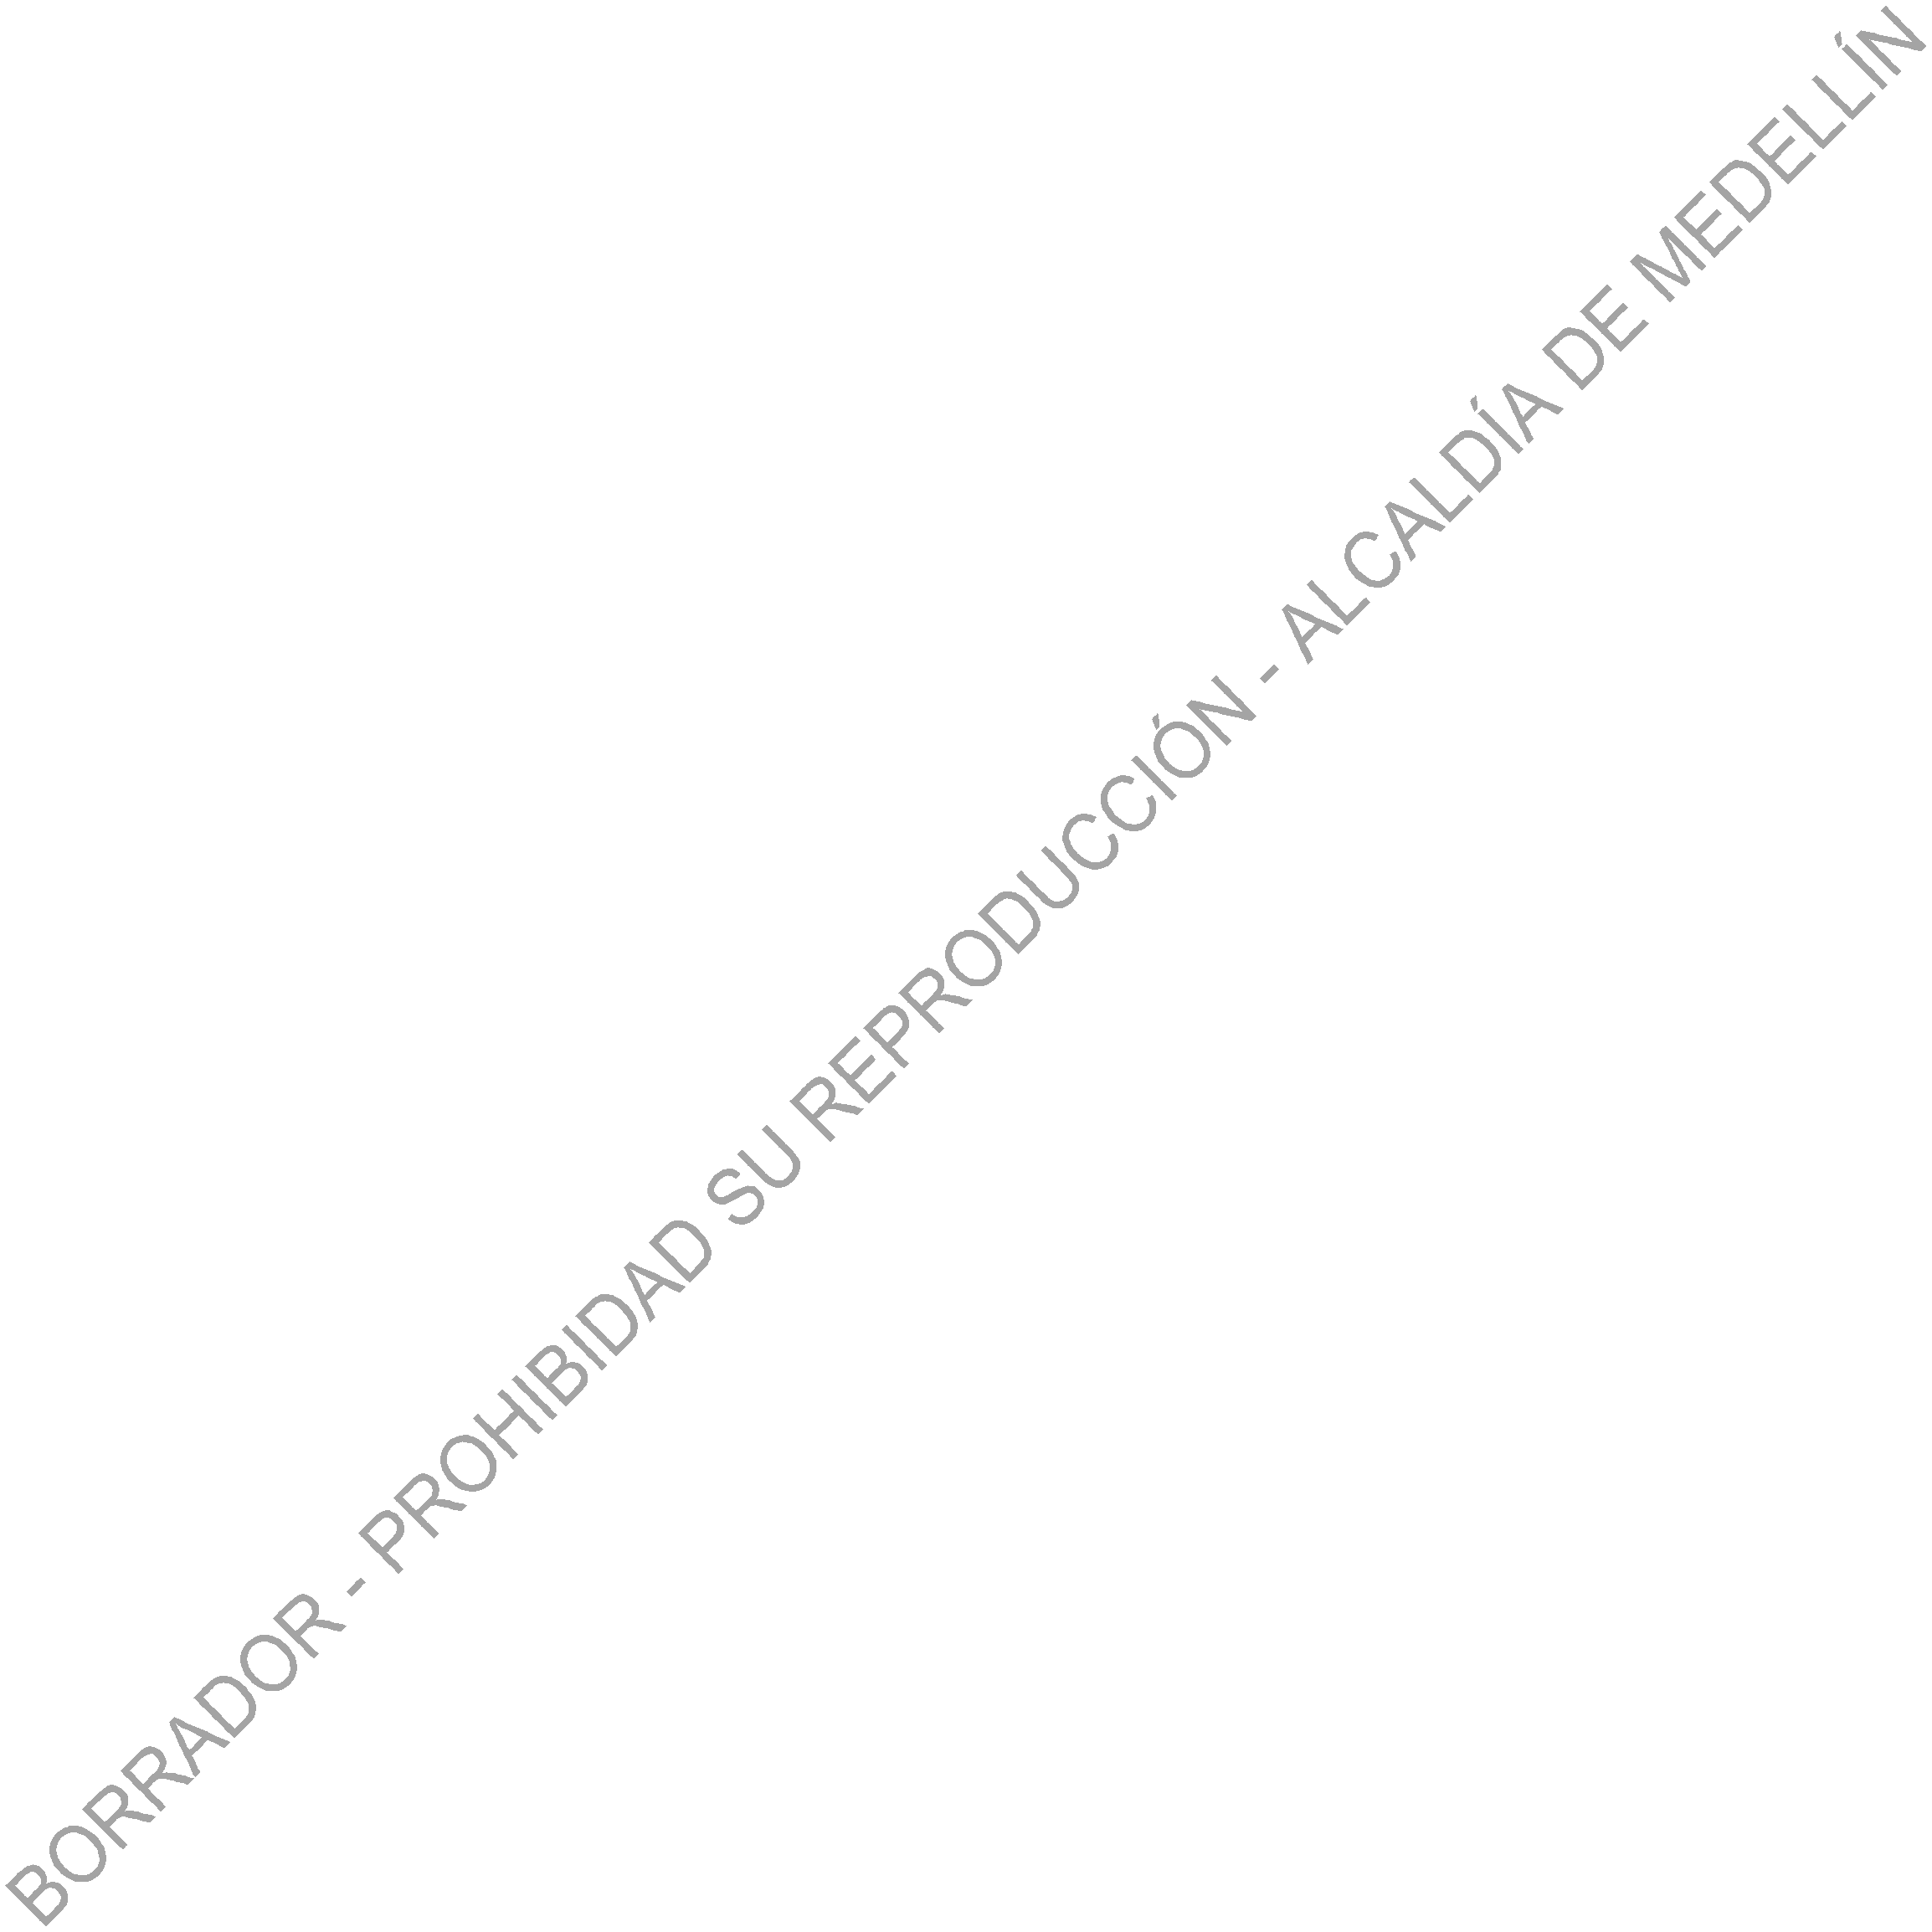 BORRADOR - PROHIBIDAD SU REPRODUCCIÓN - ALCALDÍA DE MEDELLÍN